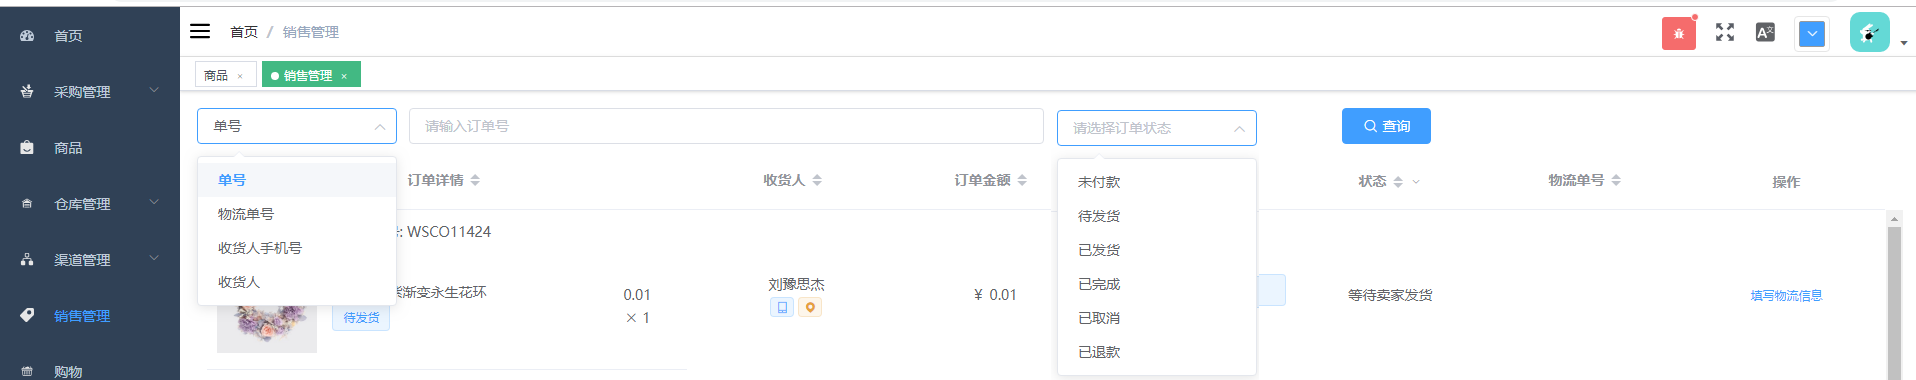 首页
采购管理
商品
仓库管理
渠道管理
销售管理
购物
首页 / 销售管理
商品 ×
销售管理 ×
单号
请输入订单号
请选择订单状态
查询
单号
物流单号
收货人手机号
收货人
未付款
待发货
已发货
已完成
已取消
已退款
订单详情
收货人
订单金额
状态
物流单号
操作
: WSCO11424
渐变永生花环
待发货
0.01
× 1
刘豫思杰
¥ 0.01
等待卖家发货
填写物流信息